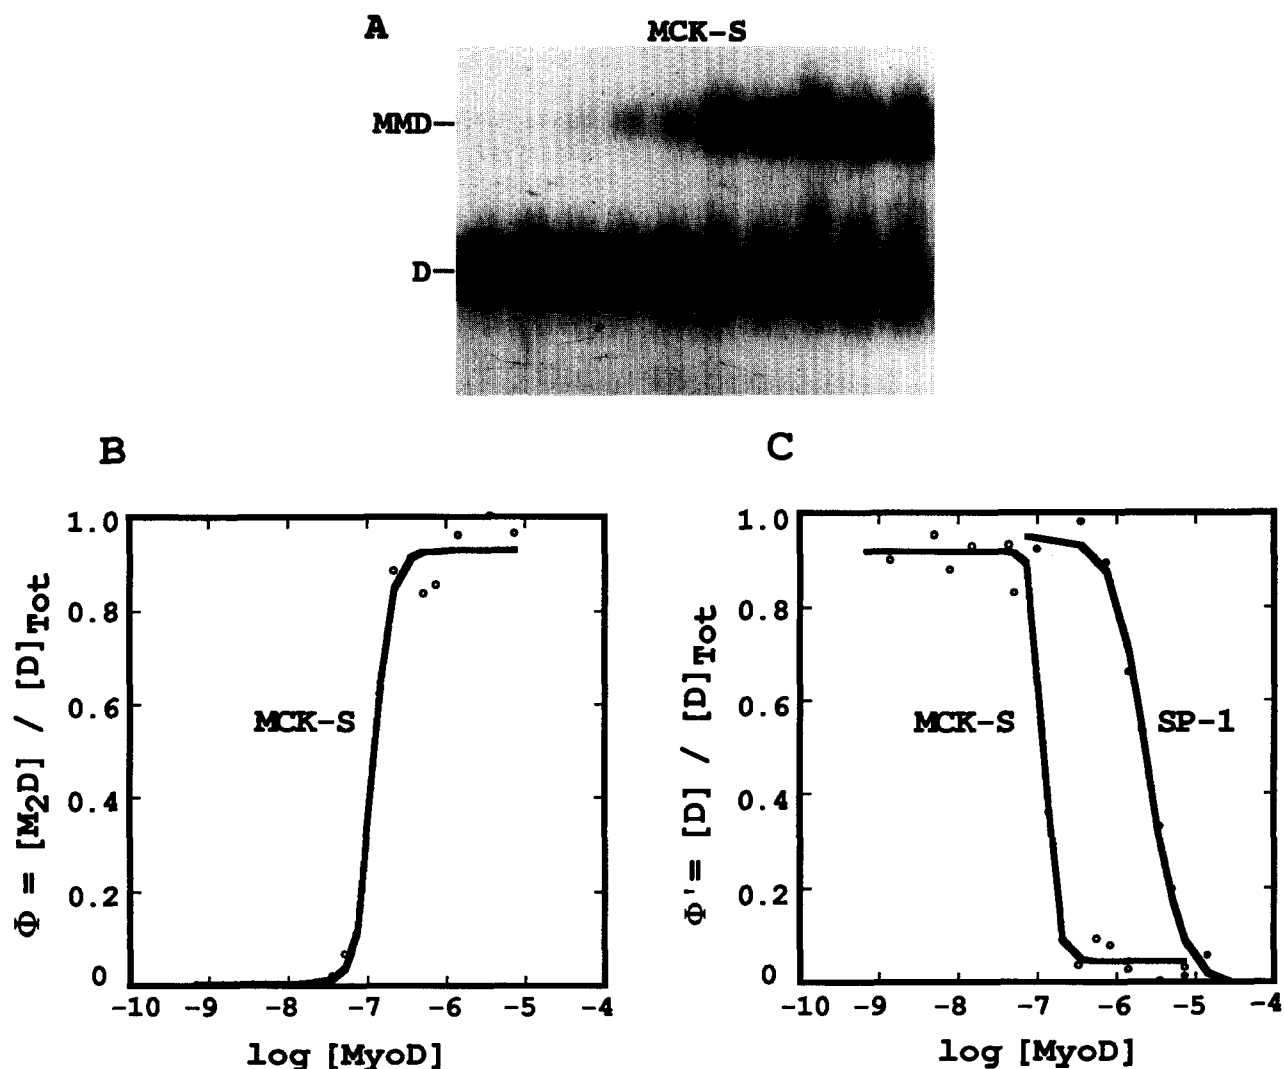 A
MCK-S
MMD
D
B
Φ = [M2D] / [D]Tot
1.0
0.8
0.6
0.4
0.2
0
MCK-S
-10 -9 -8 -7 -6 -5 -4
log [MyoD]
C
Φ'= [D] / [D]Tot
1.0
0.8
0.6
0.4
0.2
0
MCK-S
SP-1
-10 -9 -8 -7 -6 -5 -4
log [MyoD]